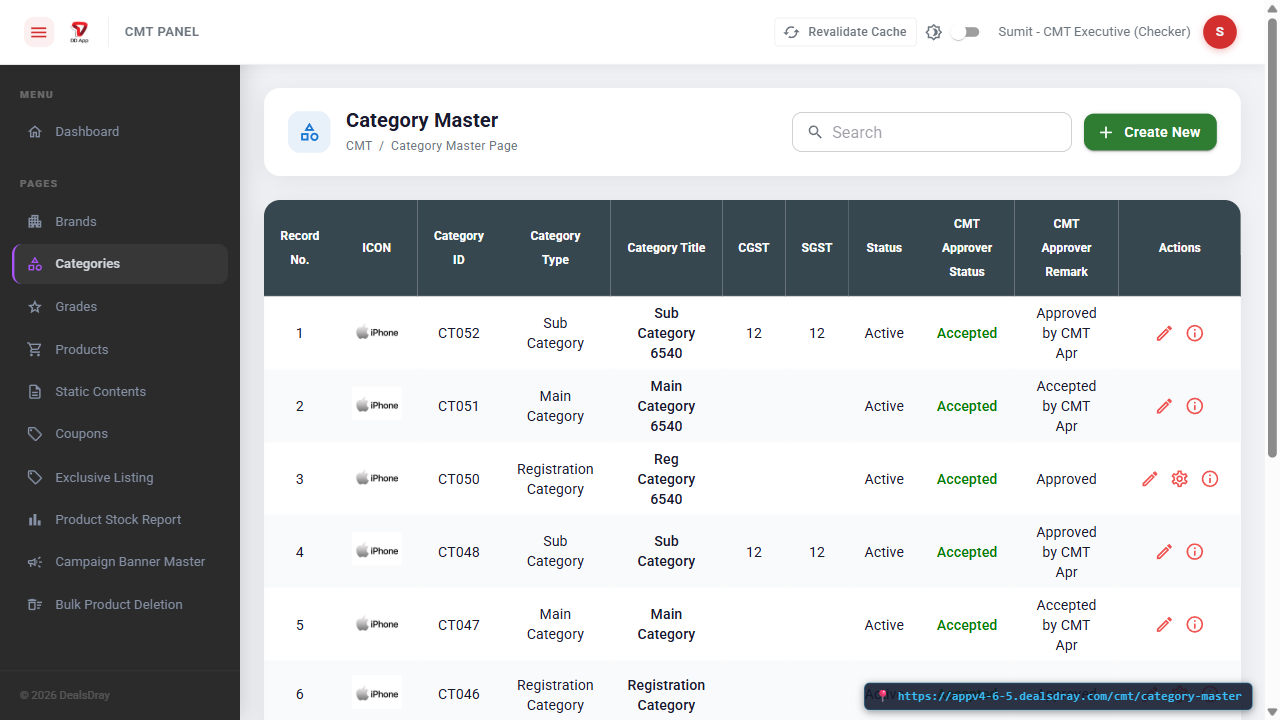 DD App
CMT PANEL
Revalidate Cache
Sumit - CMT Executive (Checker)
S
MENU
Dashboard
PAGES
Brands
Categories
Grades
Products
Static Contents
Coupons
Exclusive Listing
Product Stock Report
Campaign Banner Master
Bulk Product Deletion
© 2026 DealsDray
Category Master
CMT / Category Master Page
Search
Create New
Record No. ICON Category ID Category Type Category Title CGST SGST Status CMT Approver Status CMT Approver Remark Actions
1 iPhone CT052 Sub Category Sub Category 6540 12 12 Active Accepted Approved by CMT Apr
2 iPhone CT051 Main Category Main Category 6540 Active Accepted Accepted by CMT Apr
3 iPhone CT050 Registration Category Reg Category 6540 Active Accepted Approved
4 iPhone CT048 Sub Category Sub Category 12 12 Active Accepted Approved by CMT Apr
5 iPhone CT047 Main Category Main Category Active Accepted Accepted by CMT Apr
6 iPhone CT046 Registration Category Registration Category
https://appv4-6-5.dealsdray.com/cmt/category-master